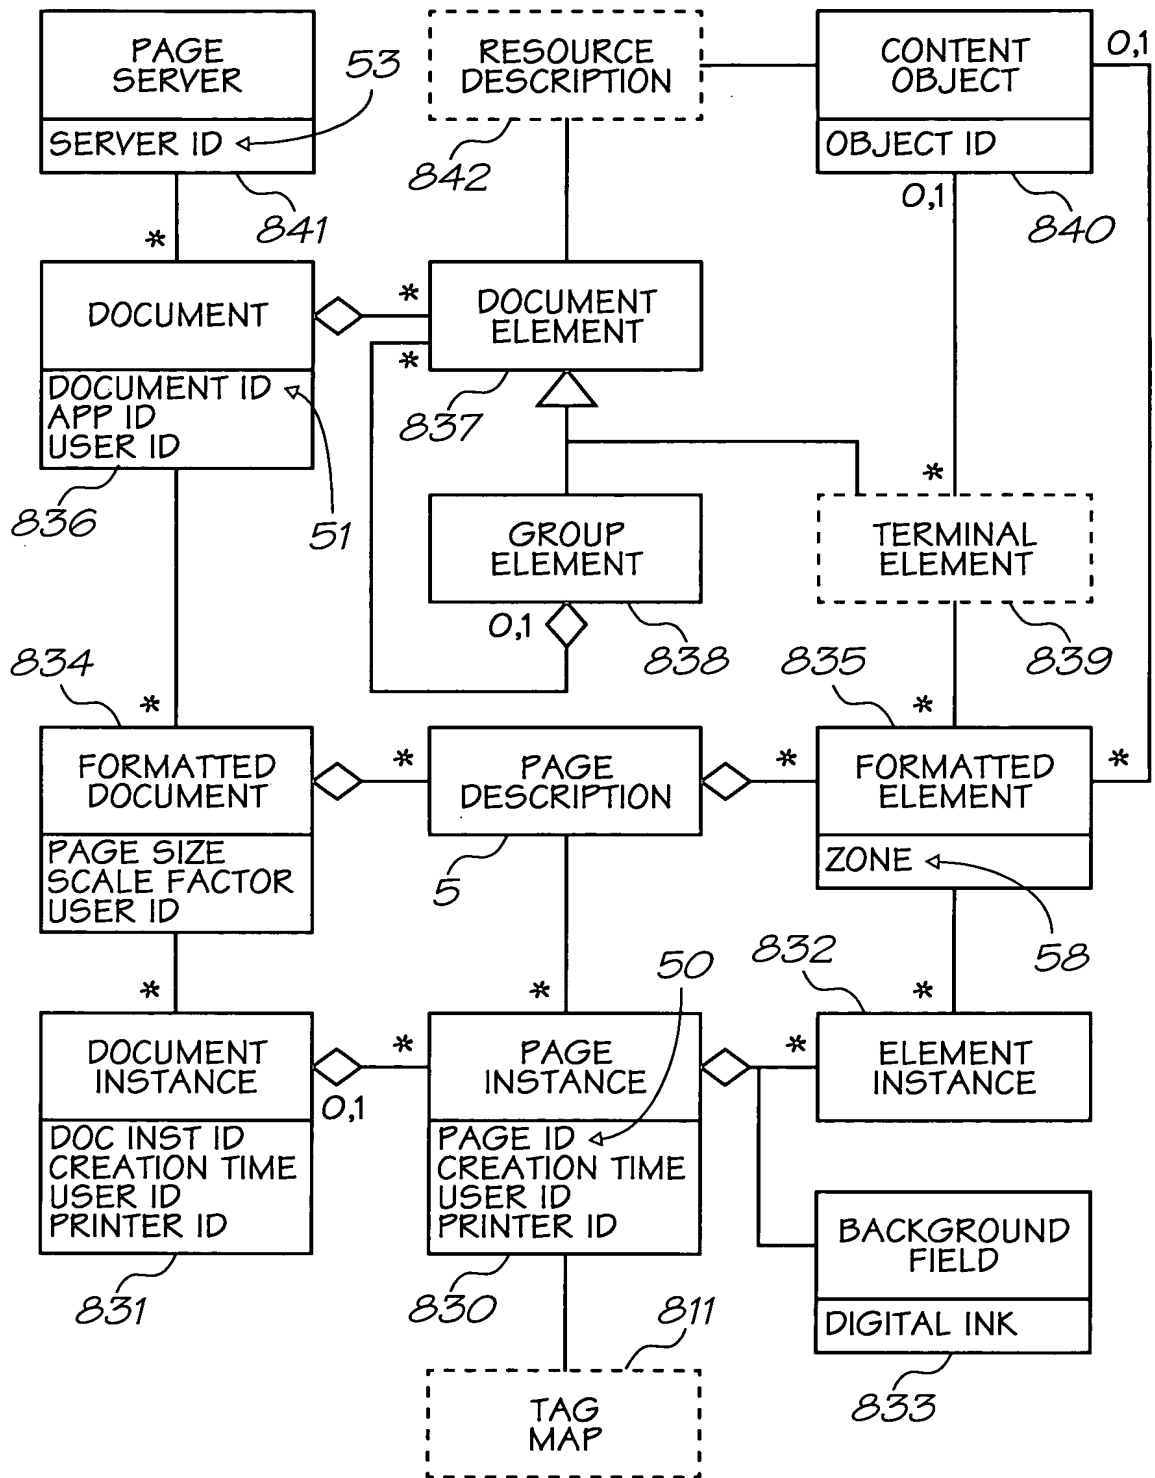 PAGE
SERVER
SERVER ID
53
841
RESOURCE
DESCRIPTION
842
CONTENT
OBJECT
OBJECT ID
0,1
0,1
840
*
DOCUMENT
DOCUMENT ID
APP ID
USER ID
836
51
*
*
DOCUMENT
ELEMENT
837
GROUP
ELEMENT
0,1
838
*
TERMINAL
ELEMENT
839
834
*
FORMATTED
DOCUMENT
PAGE SIZE
SCALE FACTOR
USER ID
*
PAGE
DESCRIPTION
5
835
*
*
*
FORMATTED
ELEMENT
ZONE
58
*
DOCUMENT
INSTANCE
0,1
DOC INST ID
CREATION TIME
USER ID
PRINTER ID
831
*
*
50
PAGE
INSTANCE
PAGE ID
CREATION TIME
USER ID
PRINTER ID
830
832
*
*
ELEMENT
INSTANCE
BACKGROUND
FIELD
DIGITAL INK
833
811
TAG
MAP